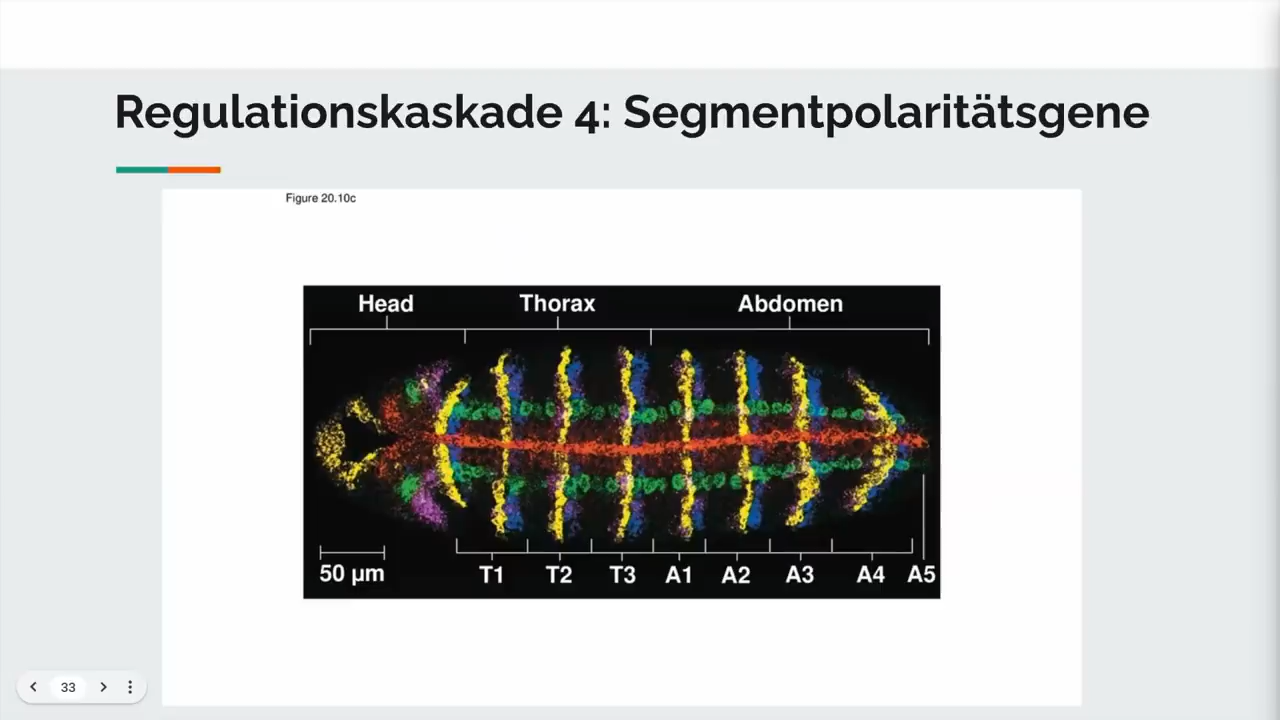 Regulationskaskade 4: Segmentpolaritätsgene
Figure 20.10c
Head Thorax Abdomen
50 µm T1 T2 T3 A1 A2 A3 A4 A5
33